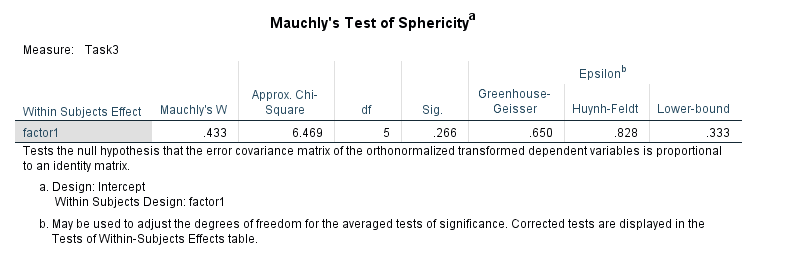 Mauchly's Test of Sphericityᵃ
Measure: Task3
Epsilonᵇ
Within Subjects Effect Mauchly's W Approx. Chi-Square df Sig. Greenhouse-Geisser Huynh-Feldt Lower-bound
factor1 .433 6.469 5 .266 .650 .828 .333
Tests the null hypothesis that the error covariance matrix of the orthonormalized transformed dependent variables is proportional
to an identity matrix.
a. Design: Intercept
Within Subjects Design: factor1
b. May be used to adjust the degrees of freedom for the averaged tests of significance. Corrected tests are displayed in the
Tests of Within-Subjects Effects table.